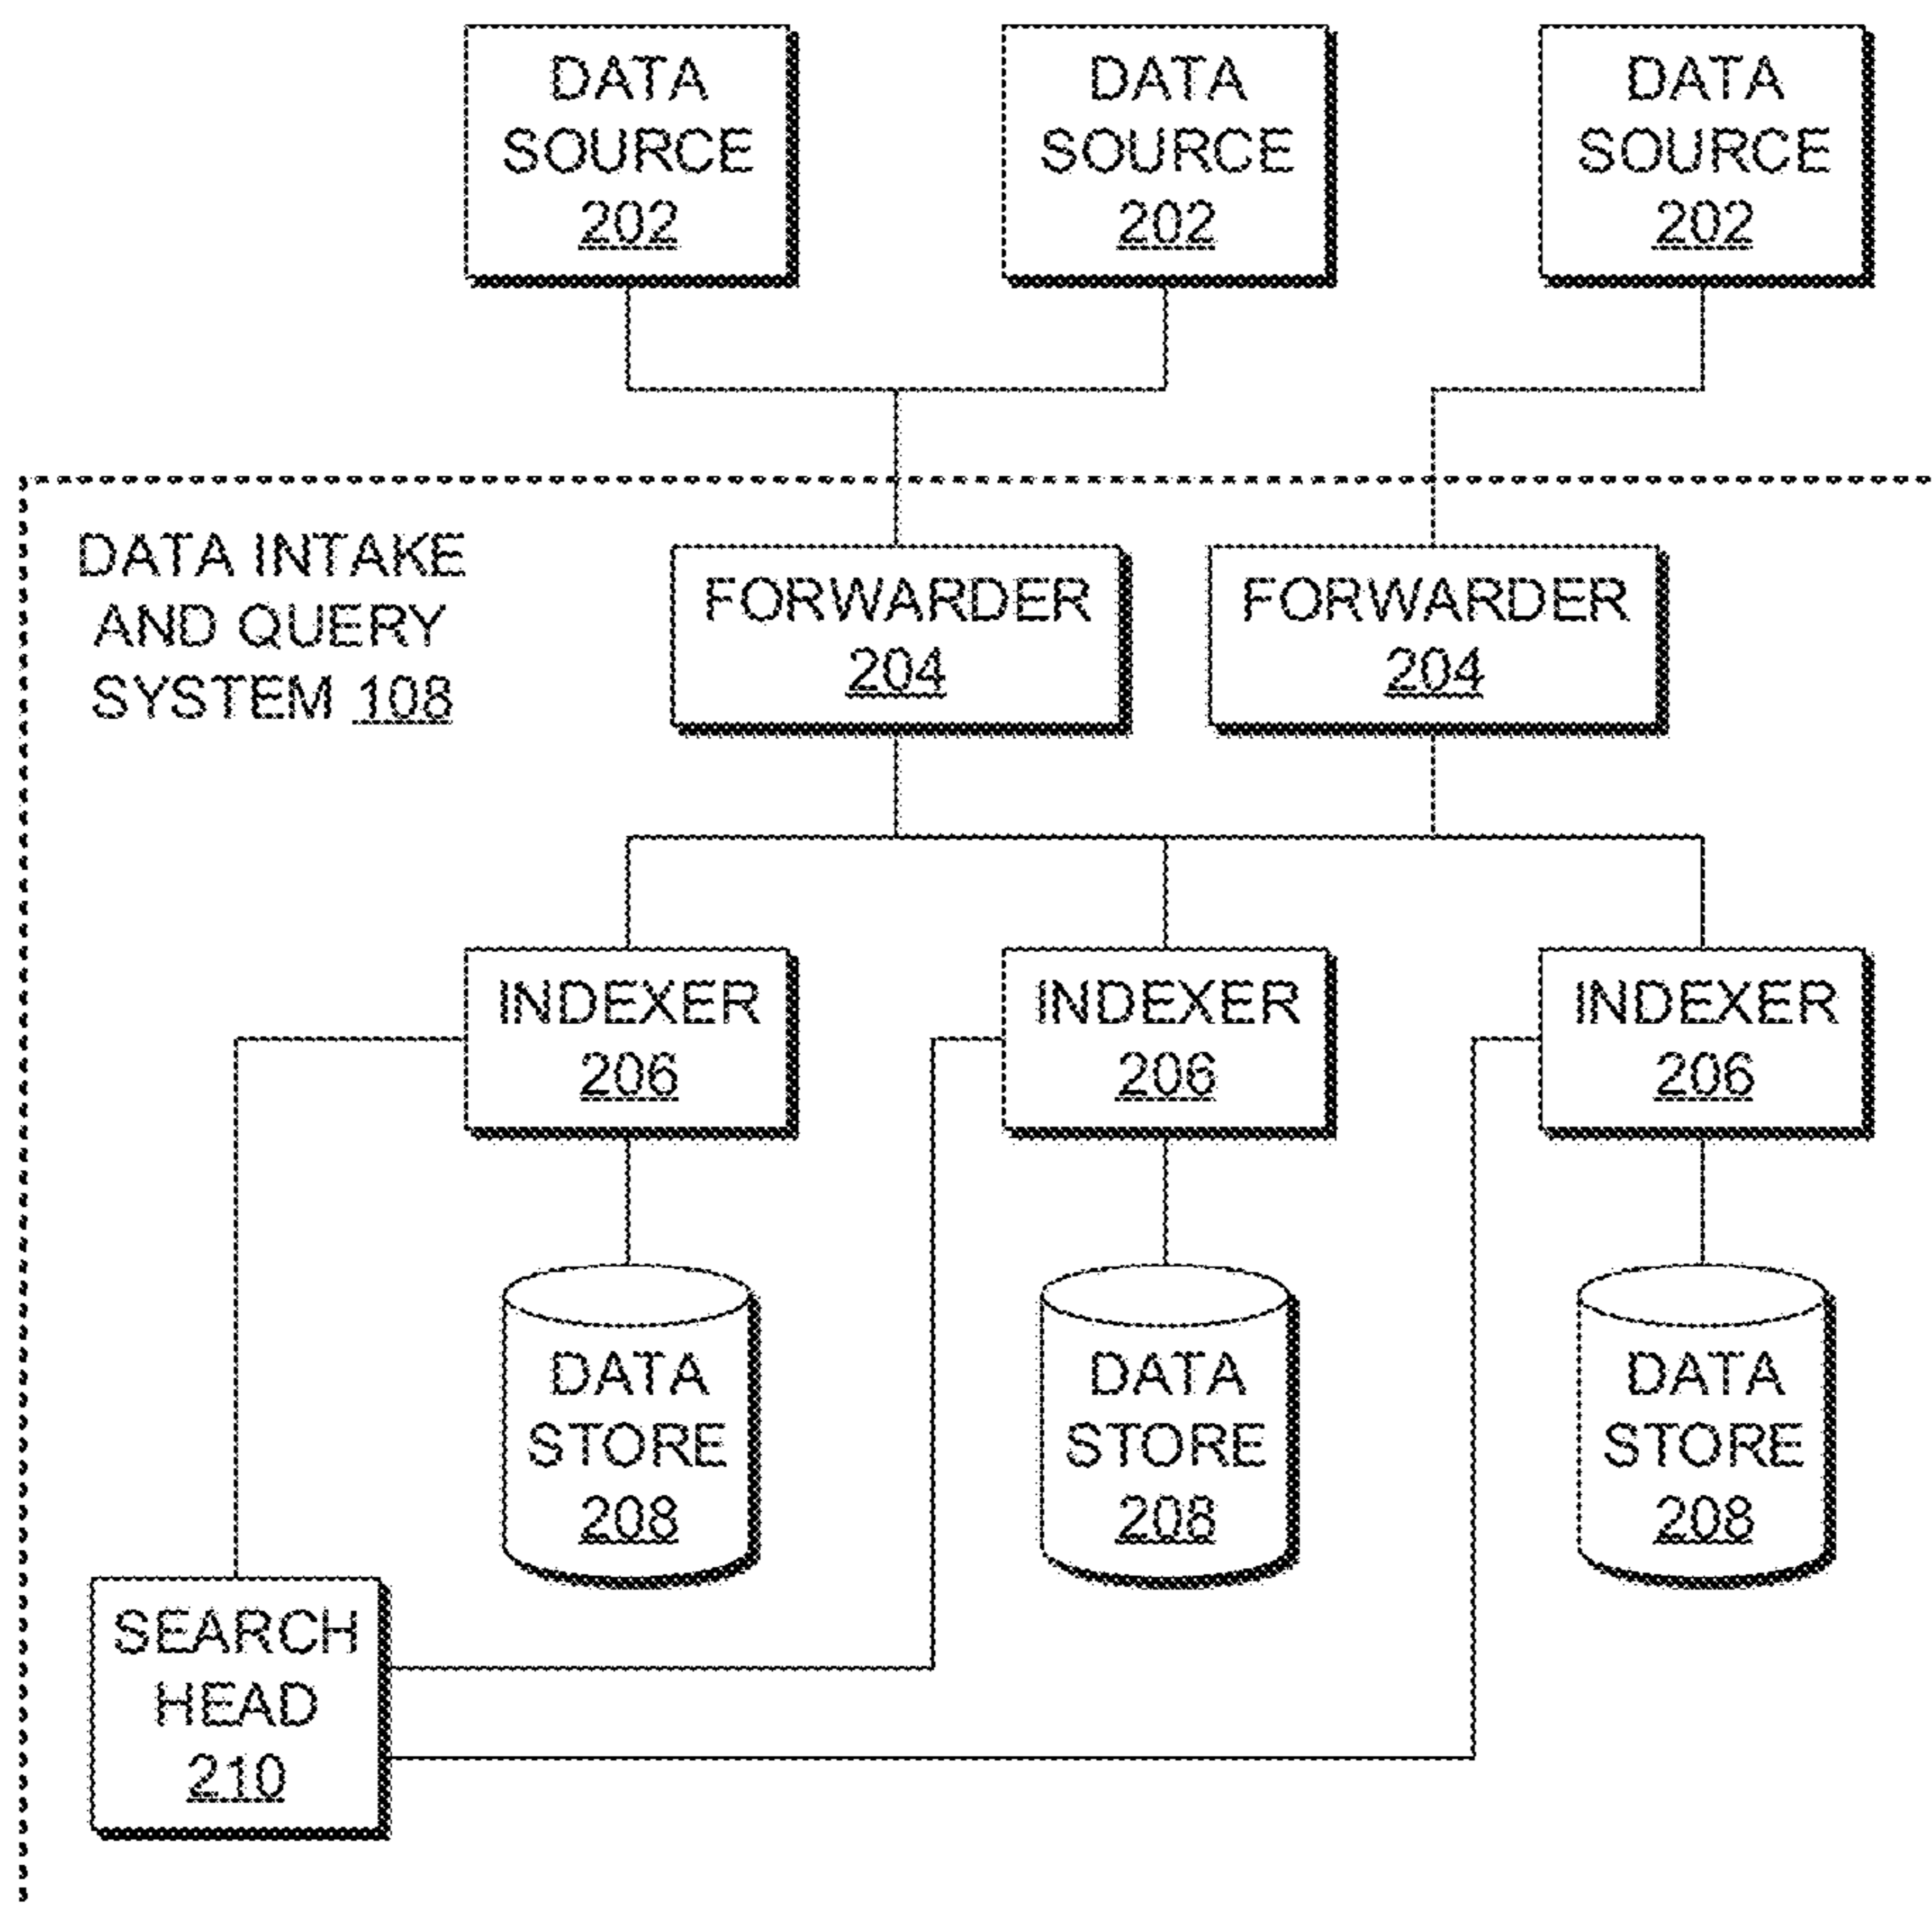 DATA
SOURCE
202
DATA
SOURCE
202
DATA
SOURCE
202
DATA INTAKE
AND QUERY
SYSTEM 108
FORWARDER
204
FORWARDER
204
INDEXER
206
INDEXER
206
INDEXER
206
DATA
STORE
208
DATA
STORE
208
DATA
STORE
208
SEARCH
HEAD
210